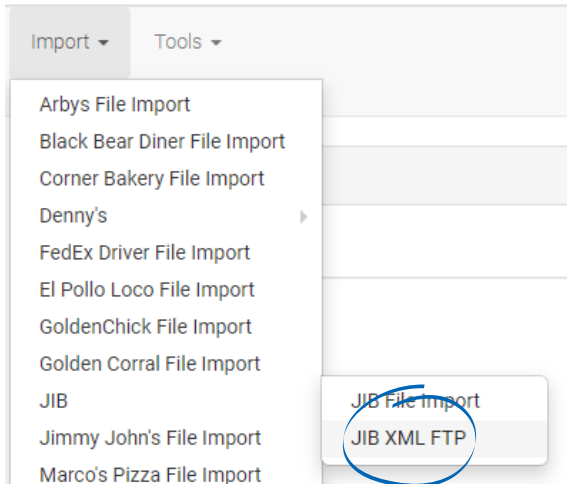 Import Tools
Arbys File Import
Black Bear Diner File Import
Corner Bakery File Import
Denny's
FedEx Driver File Import
El Pollo Loco File Import
GoldenChick File Import
Golden Corral File Import
JIB JIB File Import
Jimmy John's File Import JIB XML FTP
Marco's Pizza File Import